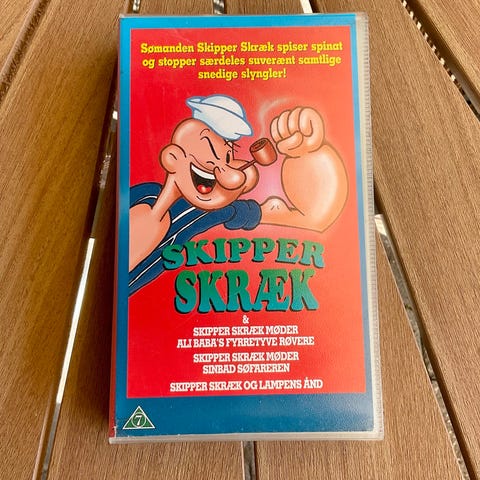 Sømanden Skipper Skræk spiser spinat
og stopper særdeles suverænt samtlige
snedige slyngler!
SKIPPER
SKRÆK
&
SKIPPER SKRÆK MØDER
ALI BABA'S FYRRETYVE RØVERE
SKIPPER SKRÆK MØDER
SINBAD SØFAREREN
SKIPPER SKRÆK OG LAMPENS ÅND
7